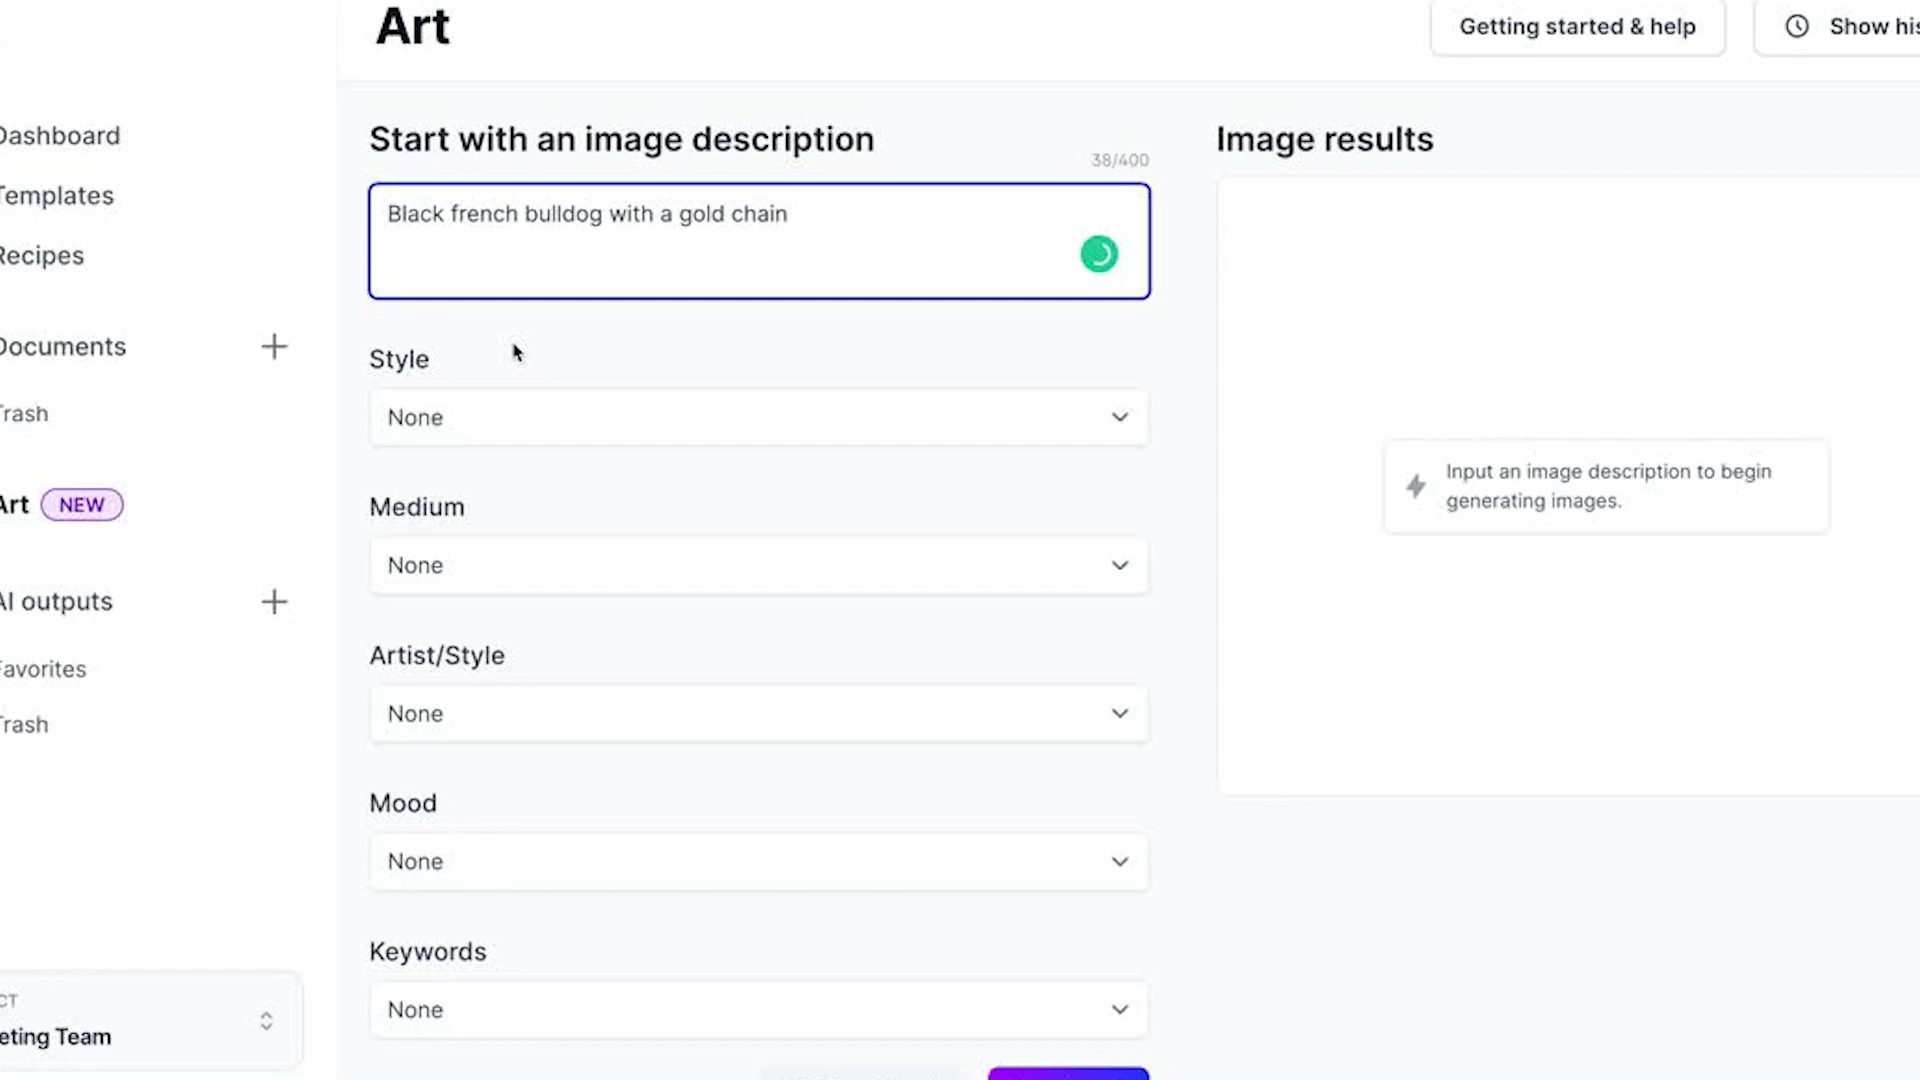 Art
Getting started & help
Show his
Dashboard
Templates
Recipes
Documents
Trash
Art NEW
AI outputs
Favorites
Trash
CT
eting Team
Start with an image description
38/400
Black french bulldog with a gold chain
Style
None
Medium
None
Artist/Style
None
Mood
None
Keywords
None
Image results
Input an image description to begin
generating images.